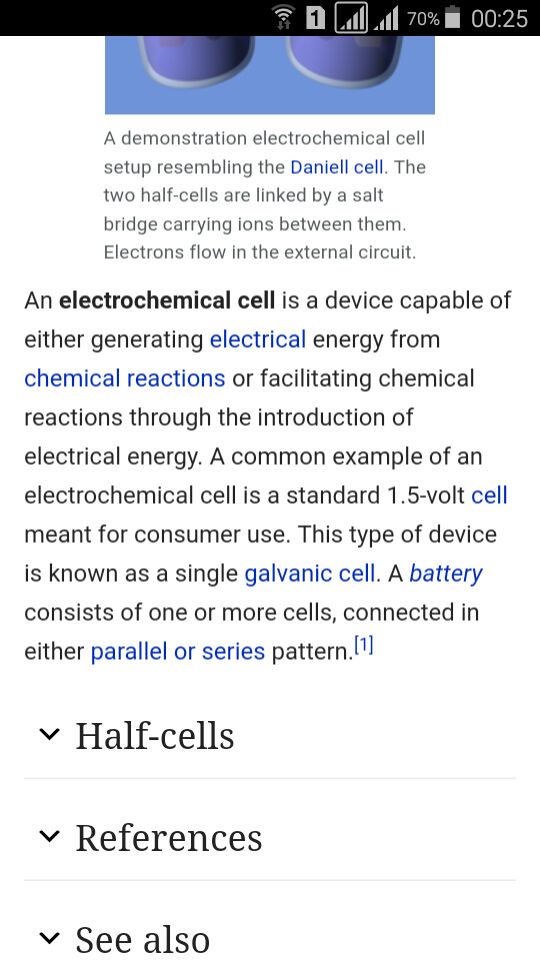 1 70% 00:25
A demonstration electrochemical cell
setup resembling the Daniell cell. The
two half-cells are linked by a salt
bridge carrying ions between them.
Electrons flow in the external circuit.
An electrochemical cell is a device capable of
either generating electrical energy from
chemical reactions or facilitating chemical
reactions through the introduction of
electrical energy. A common example of an
electrochemical cell is a standard 1.5-volt cell
meant for consumer use. This type of device
is known as a single galvanic cell. A battery
consists of one or more cells, connected in
either parallel or series pattern.[1]
Half-cells
References
See also